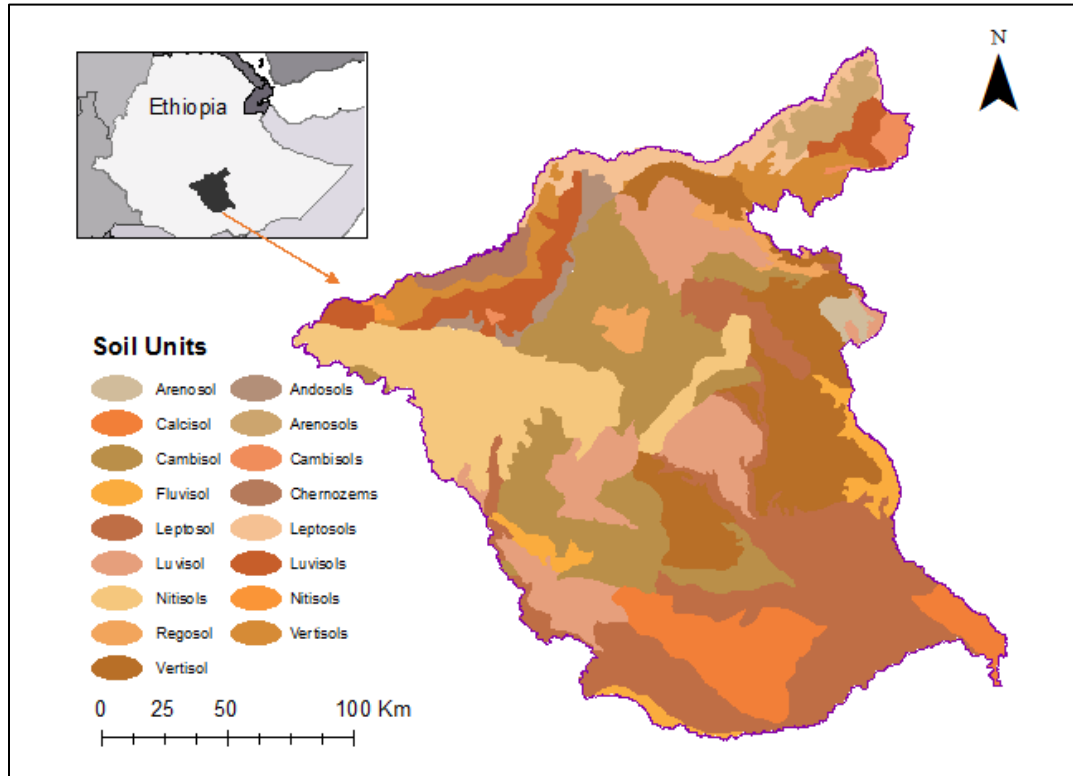 Ethiopia
N
Soil Units
Arenosol Andosols
Calcisol Arenosols
Cambisol Cambisols
Fluvisol Chernozems
Leptosol Leptosols
Luvisol Luvisols
Nitisols Nitisols
Regosol Vertisols
Vertisol
0 25 50 100 Km